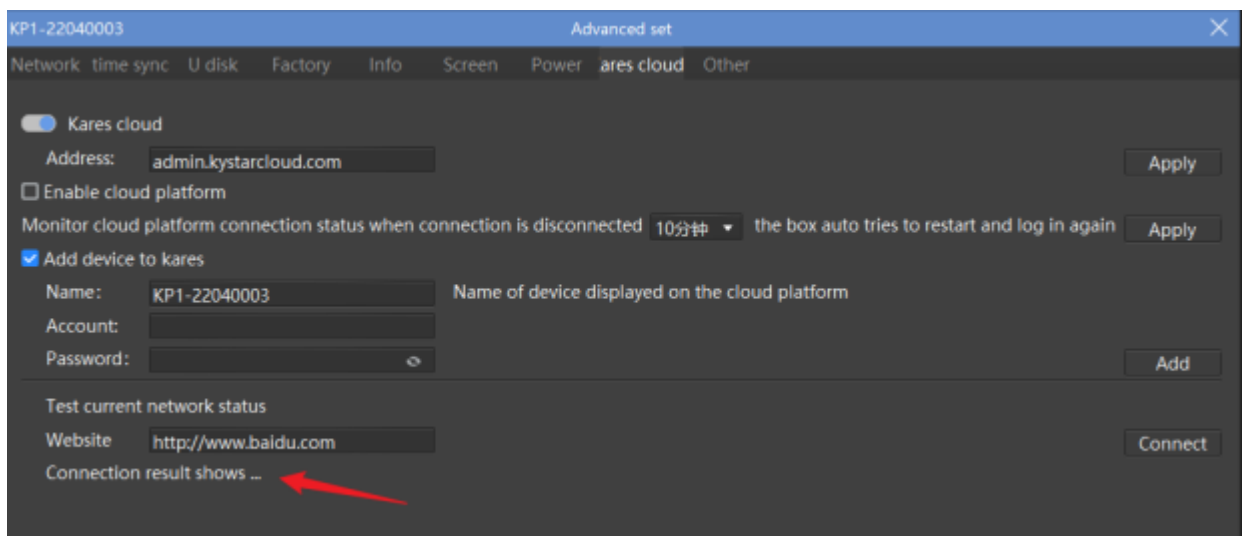 KP1-22040003 Advanced set
Network time sync U disk Factory Info Screen Power ares cloud Other
Kares cloud
Address: admin.kystarcloud.com Apply
Enable cloud platform
Monitor cloud platform connection status when connection is disconnected 10分钟 the box auto tries to restart and log in again Apply
Add device to kares
Name: KP1-22040003 Name of device displayed on the cloud platform
Account:
Password: Add
Test current network status
Website http://www.baidu.com Connect
Connection result shows ...